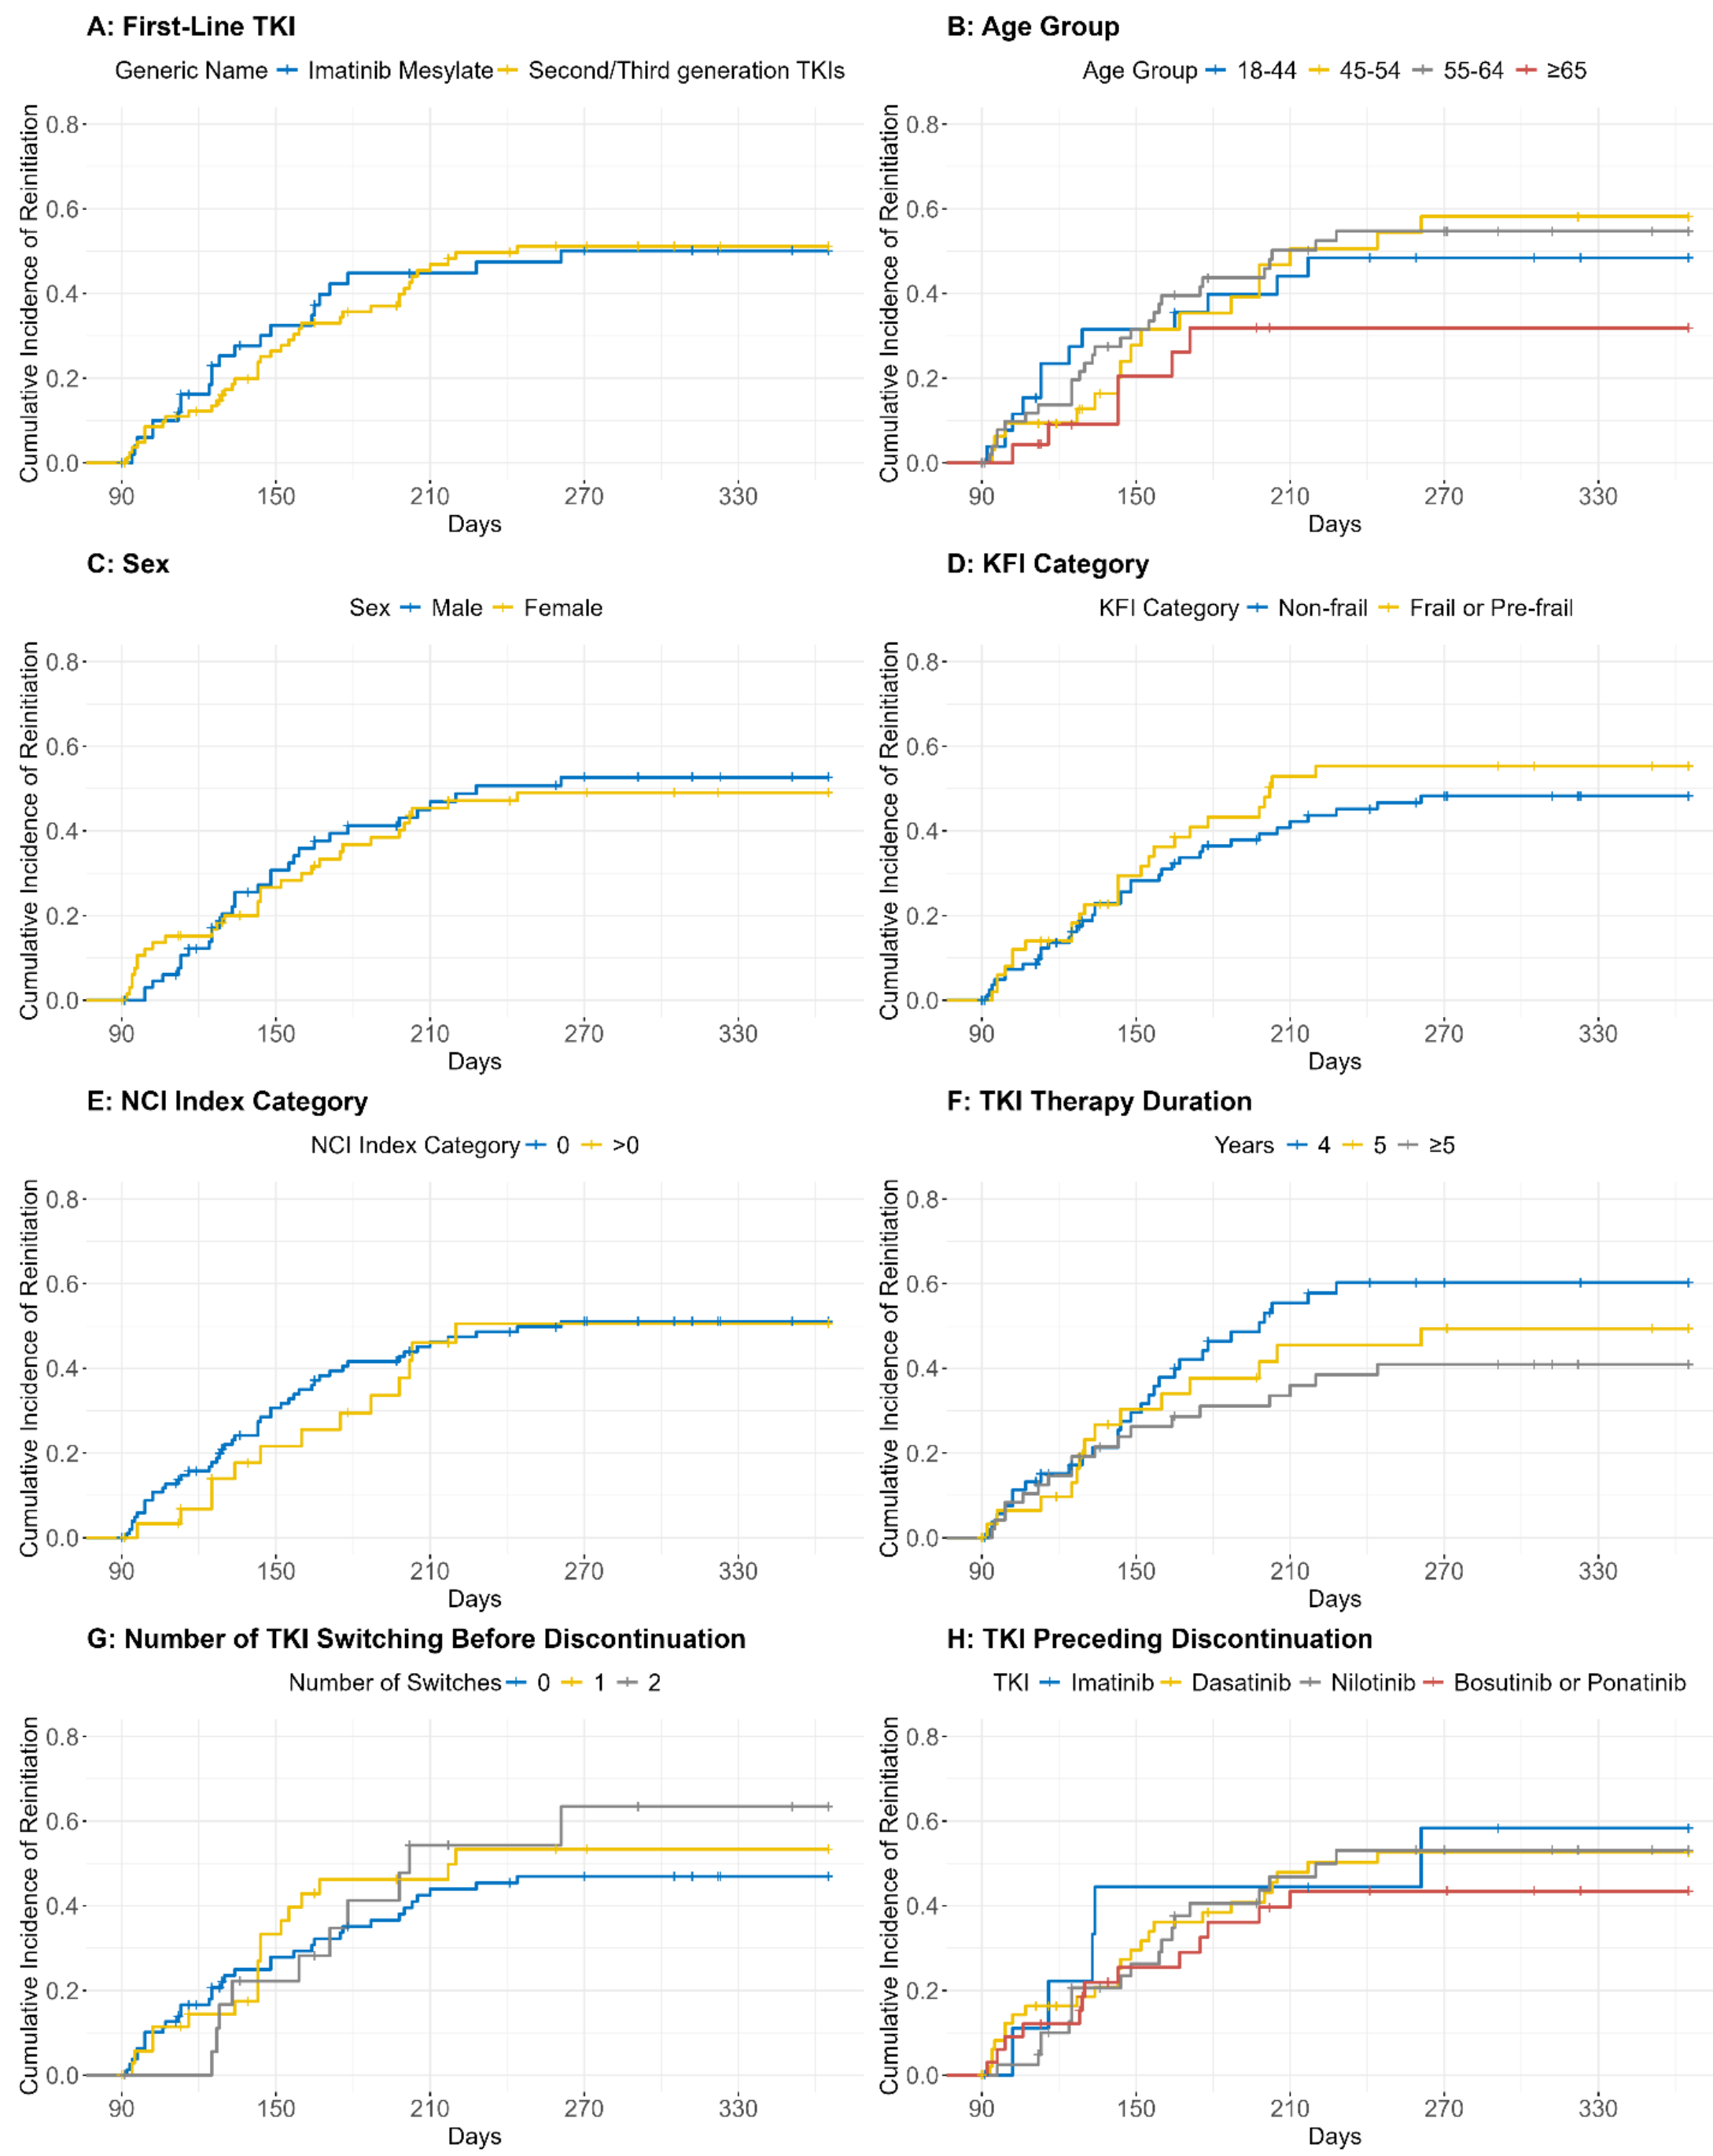 A: First-Line TKI
Generic Name Imatinib Mesylate Second/Third generation TKIs
Cumulative Incidence of Reinitiation
0.8
0.6
0.4
0.2
0.0
90 150 210 270 330
Days
B: Age Group
Age Group 18-44 45-54 55-64 ≥65
Cumulative Incidence of Reinitiation
0.8
0.6
0.4
0.2
0.0
90 150 210 270 330
Days
C: Sex
Sex Male Female
Cumulative Incidence of Reinitiation
0.8
0.6
0.4
0.2
0.0
90 150 210 270 330
Days
D: KFI Category
KFI Category Non-frail Frail or Pre-frail
Cumulative Incidence of Reinitiation
0.8
0.6
0.4
0.2
0.0
90 150 210 270 330
Days
E: NCI Index Category
NCI Index Category 0 >0
Cumulative Incidence of Reinitiation
0.8
0.6
0.4
0.2
0.0
90 150 210 270 330
Days
F: TKI Therapy Duration
Years 4 5 ≥5
Cumulative Incidence of Reinitiation
0.8
0.6
0.4
0.2
0.0
90 150 210 270 330
Days
G: Number of TKI Switching Before Discontinuation
Number of Switches 0 1 2
Cumulative Incidence of Reinitiation
0.8
0.6
0.4
0.2
0.0
90 150 210 270 330
Days
H: TKI Preceding Discontinuation
TKI Imatinib Dasatinib Nilotinib Bosutinib or Ponatinib
Cumulative Incidence of Reinitiation
0.8
0.6
0.4
0.2
0.0
90 150 210 270 330
Days